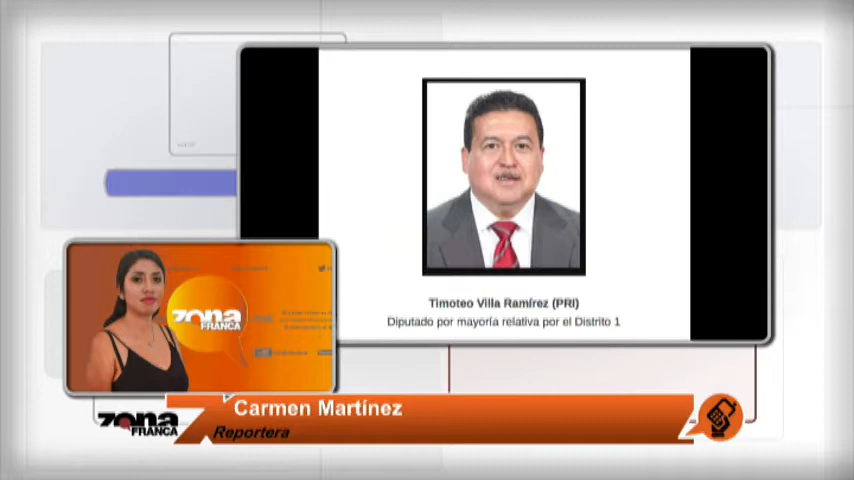 Timoteo Villa Ramírez (PRI)
Diputado por mayoría relativa por el Distrito 1
zona
FRANCA
Carmen Martínez
Reportera
zona
FRANCA